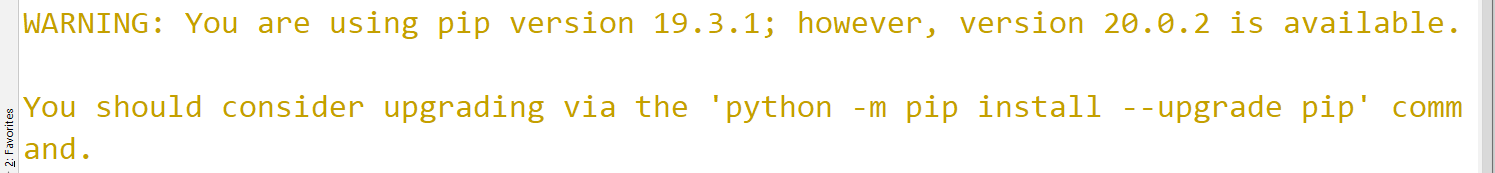 WARNING: You are using pip version 19.3.1; however, version 20.0.2 is available.
You should consider upgrading via the 'python -m pip install --upgrade pip' comm
and.
2: Favorites